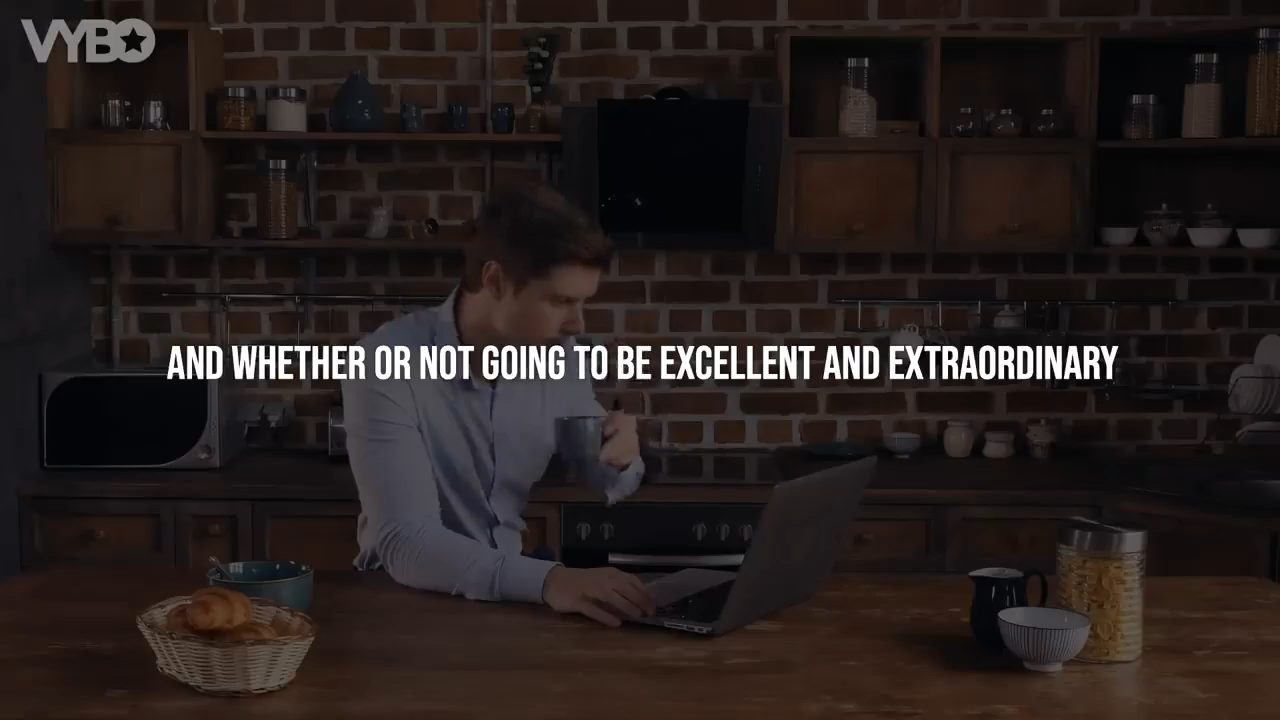 VYBO
AND WHETHER OR NOT GOING TO BE EXCELLENT AND EXTRAORDINARY